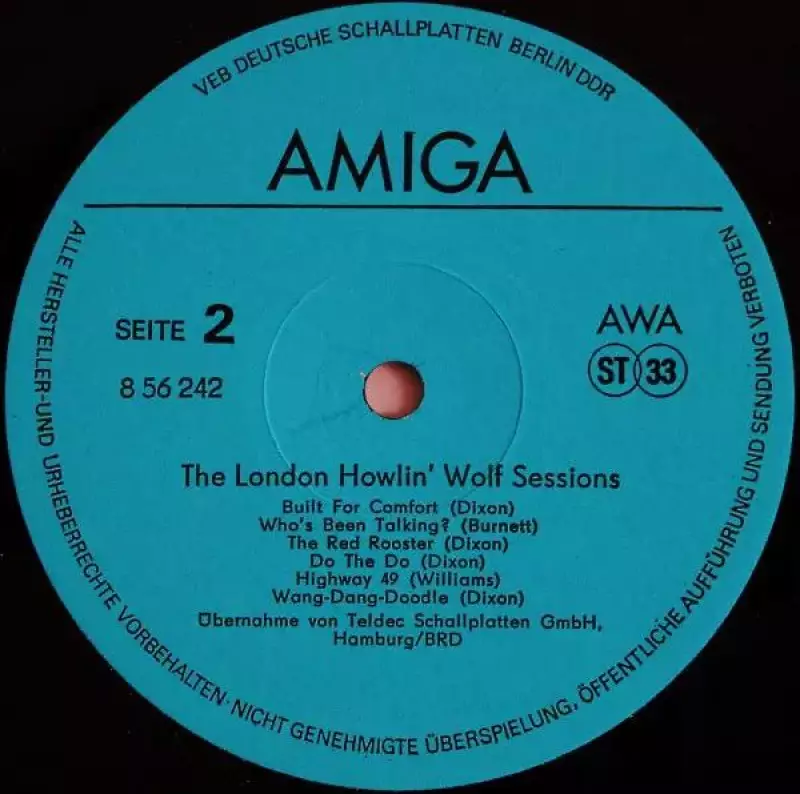 VEB DEUTSCHE SCHALLPLATTEN BERLIN DDR
AMIGA
SEITE 2
8 56 242
AWA
ST 33
The London Howlin' Wolf Sessions
Built For Comfort (Dixon)
Who's Been Talking? (Burnett)
The Red Rooster (Dixon)
Do The Do (Dixon)
Highway 49 (Williams)
Wang-Dang-Doodle (Dixon)
Übernahme von Teldec Schallplatten GmbH,
Hamburg/BRD
ALLE HERSTELLER-UND URHEBERRECHTE VORBEHALTEN·NICHT GENEHMIGTE ÜBERSPIELUNG, ÖFFENTLICHE AUFFÜHRUNG UND SENDUNG VERBOTEN